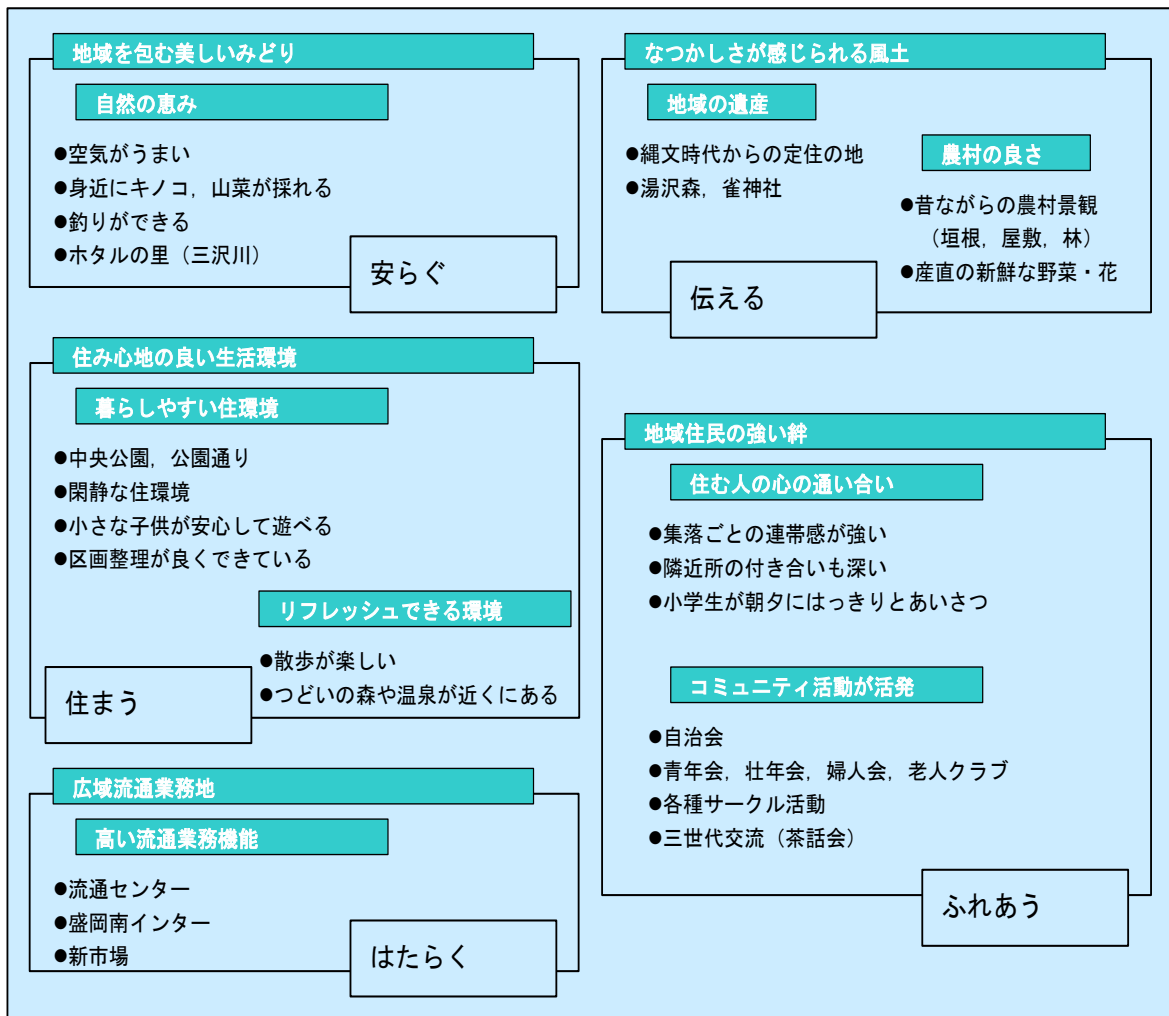 地域を包む美しいみどり
自然の恵み
●空気がうまい
●身近にキノコ，山菜が採れる
●釣りができる
●ホタルの里（三沢川）
安らぐ
なつかしさが感じられる風土
地域の遺産
●縄文時代からの定住の地
●湯沢森，雀神社
農村の良さ
●昔ながらの農村景観
（垣根，屋敷，林）
●産直の新鮮な野菜・花
伝える
住み心地の良い生活環境
暮らしやすい住環境
●中央公園，公園通り
●閑静な住環境
●小さな子供が安心して遊べる
●区画整理が良くできている
リフレッシュできる環境
●散歩が楽しい
●つどいの森や温泉が近くにある
住まう
地域住民の強い絆
住む人の心の通い合い
●集落ごとの連帯感が強い
●隣近所の付き合いも深い
●小学生が朝夕にはっきりとあいさつ
コミュニティ活動が活発
●自治会
●青年会，壮年会，婦人会，老人クラブ
●各種サークル活動
●三世代交流（茶話会）
ふれあう
広域流通業務地
高い流通業務機能
●流通センター
●盛岡南インター
●新市場
はたらく